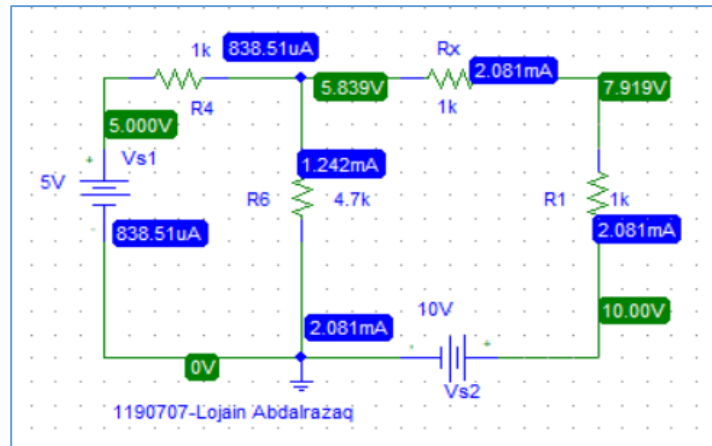 1k
838.51uA
Rx
2.081mA
5.839V
7.919V
R4
1k
5.000V
+
Vs1
1.242mA
5V
R6
4.7k
R1
1k
-
838.51uA
2.081mA
10V
10.00V
2.081mA
-
+
0V
Vs2
1190707-Lojain Abdalrazaq